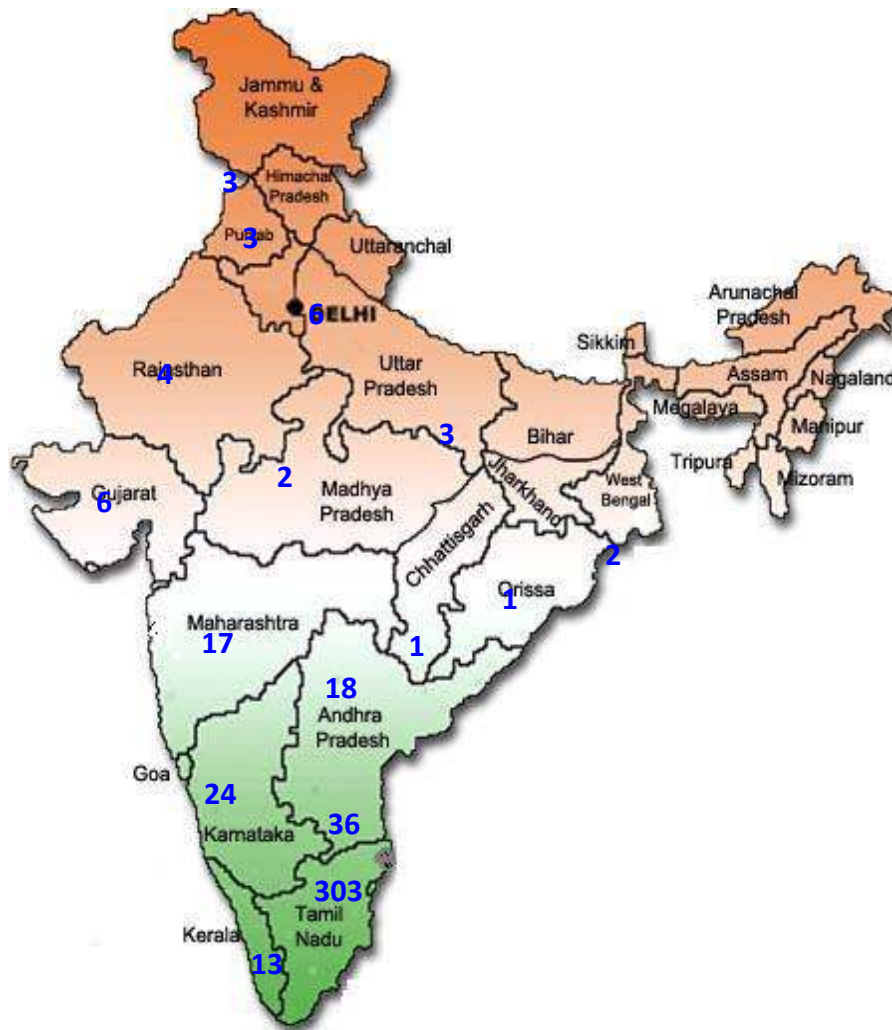 Jammu &
Kashmir
3
Himachal
Pradesh
Punjab
3
Uttaranchal
DELHI
6
Arunachal
Pradesh
Sikkim
Rajasthan
4
Uttar
Pradesh
Assam
Nagaland
Megalaya
3
Bihar
Manipur
Tripura
Mizoram
2
Gujarat
6
Madhya
Pradesh
Jharkhand
West
Bengal
Chhattisgarh
2
Orissa
1
Maharashtra
17
1
18
Andhra
Pradesh
Goa
24
Karnataka
36
303
Tamil
Nadu
Kerala
13